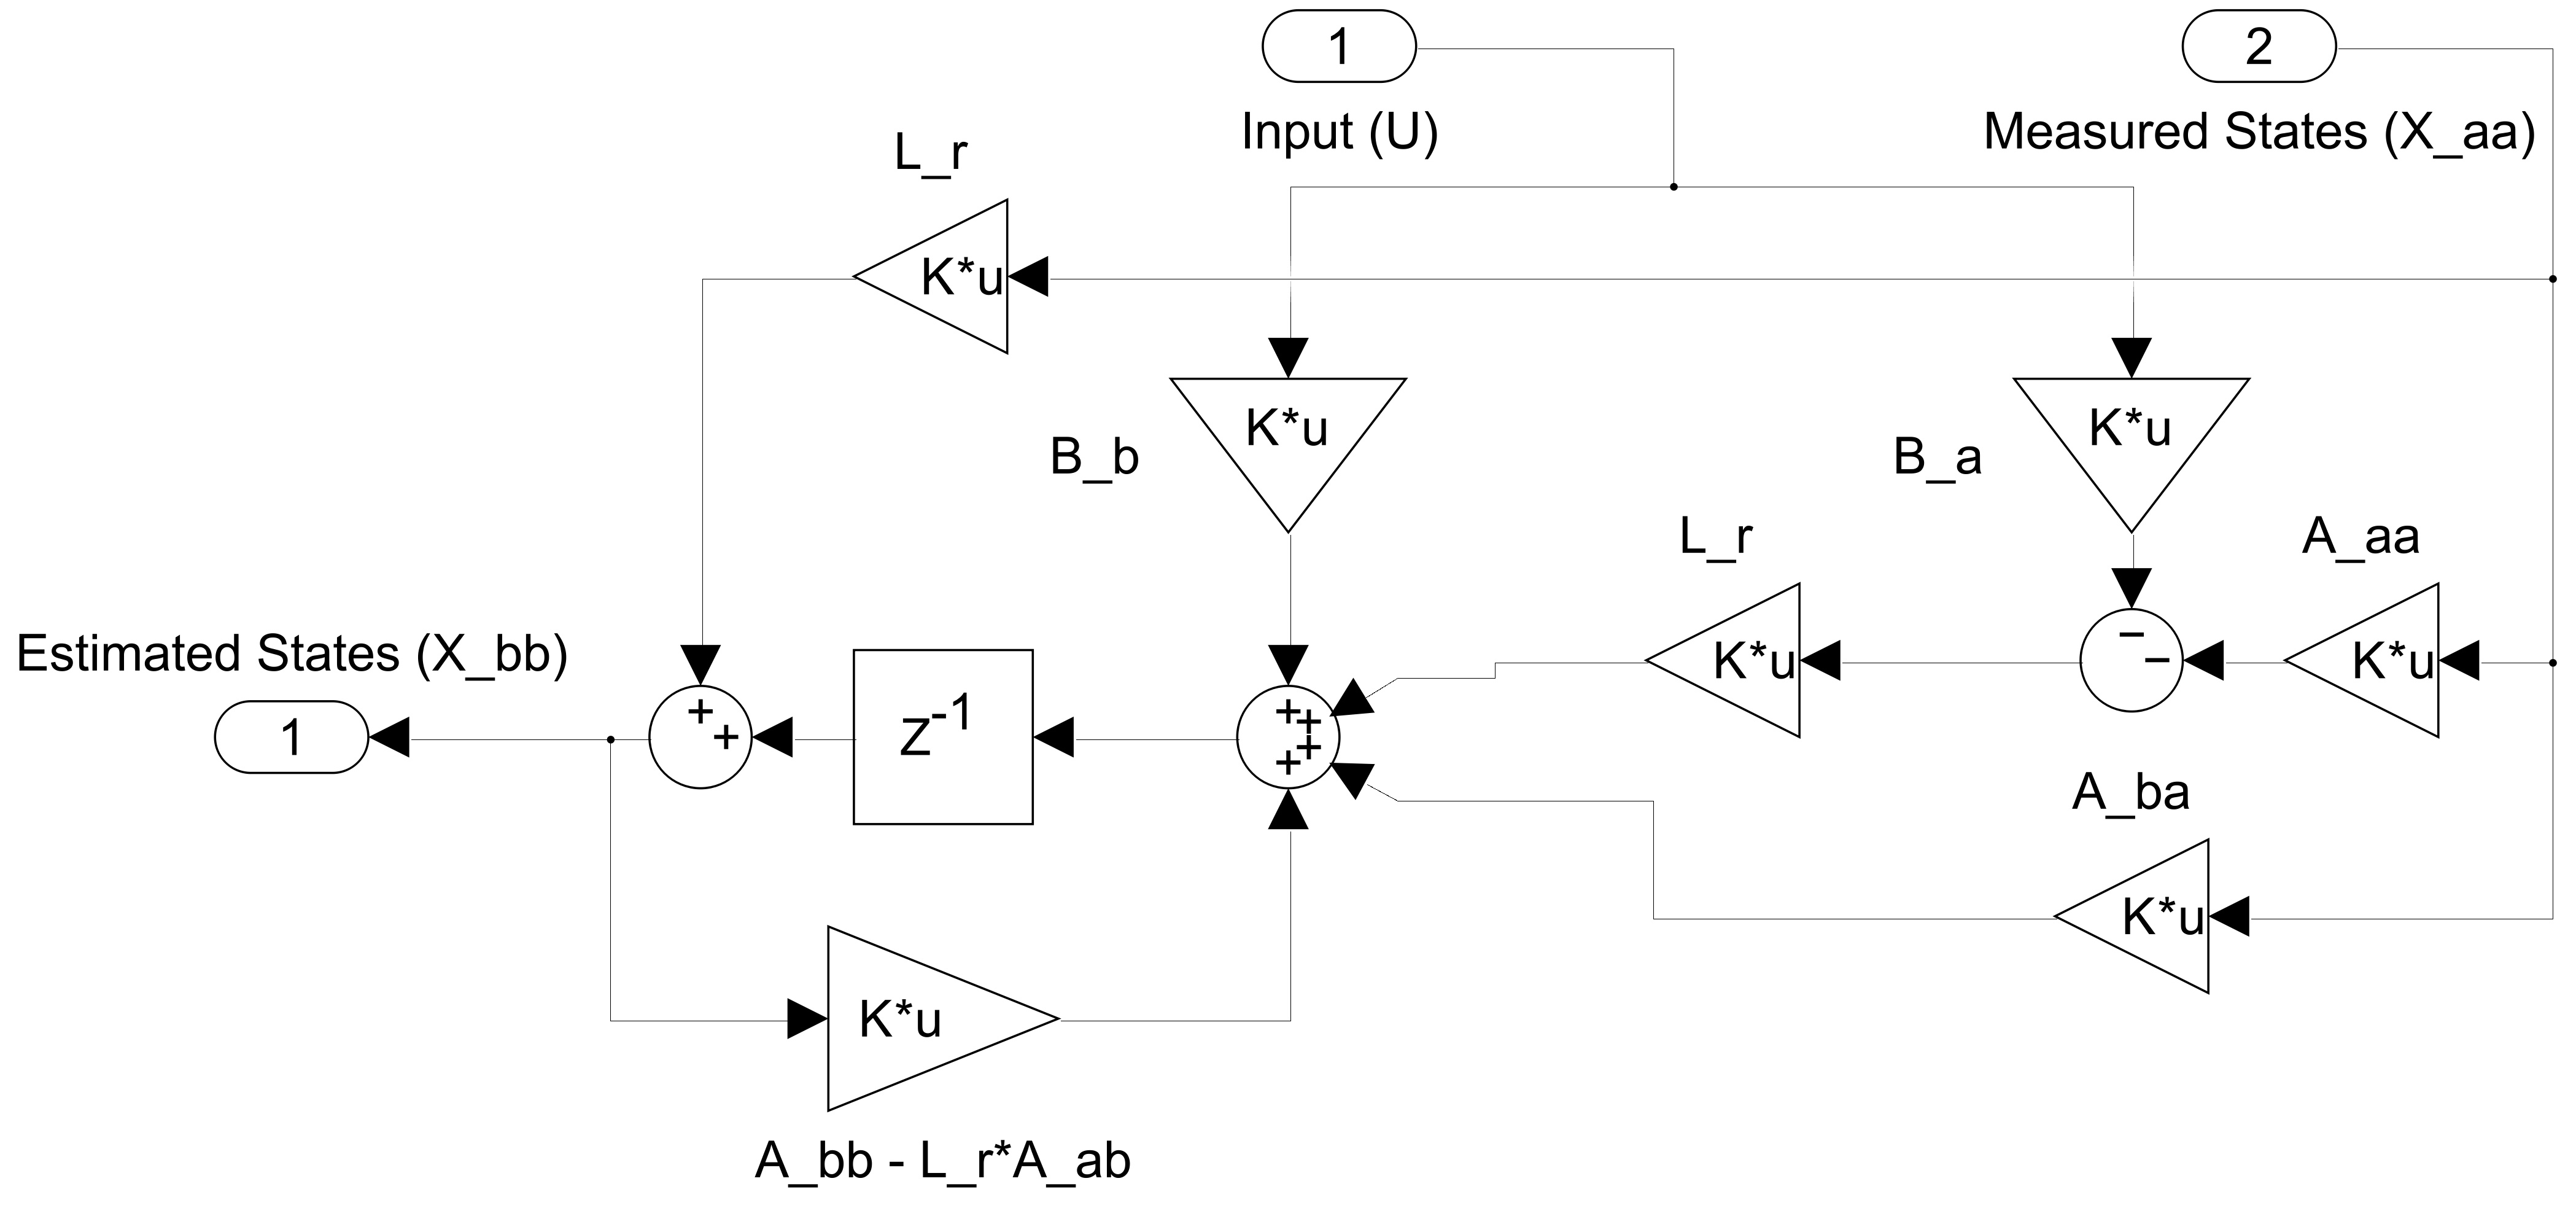 1
2
Input (U)
Measured States (X_aa)
L_r
K*u
K*u
K*u
B_b
B_a
L_r
A_aa
Estimated States (X_bb)
K*u
K*u
−
−
1
+
+
z-1
+
+
+
+
A_ba
K*u
K*u
A_bb - L_r*A_ab